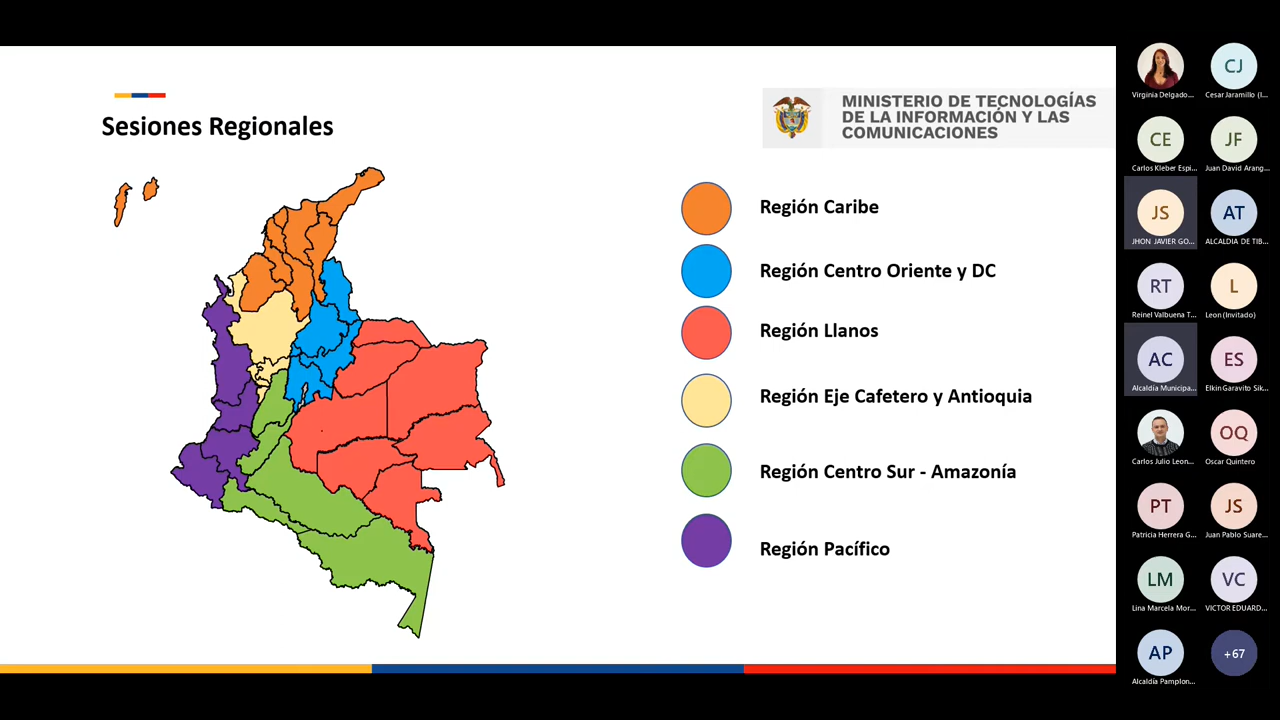 Sesiones Regionales
MINISTERIO DE TECNOLOGÍAS
DE LA INFORMACIÓN Y LAS
COMUNICACIONES
Región Caribe
Región Centro Oriente y DC
Región Llanos
Región Eje Cafetero y Antioquia
Región Centro Sur - Amazonía
Región Pacífico
Virginia Delgado...
CJ
Cesar Jaramillo (I...
CE
Carlos Kleber Espi...
JF
Juan David Arang...
JS
JHON JAVIER GO...
AT
ALCALDIA DE TIB...
RT
Reinel Valbuena T...
L
Leon (Invitado)
AC
Alcaldía Municipa...
ES
Elkin Garavito Sik...
Carlos Julio Leon...
OQ
Oscar Quintero
PT
Patricia Herrera G...
JS
Juan Pablo Suare...
LM
Lina Marcela Mor...
VC
VICTOR EDUARD...
AP
Alcaldía Pamplon...
+67